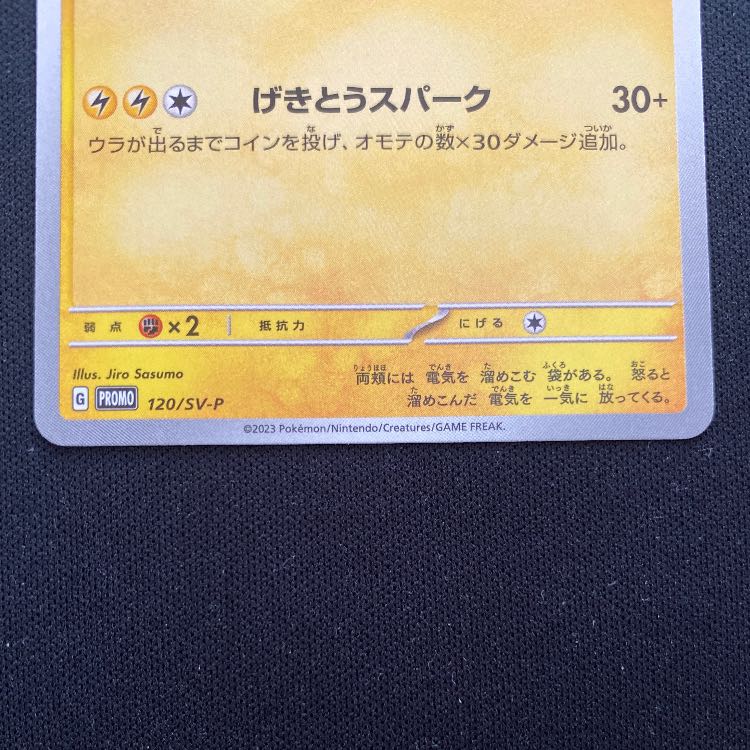 げきとうスパーク 30+
ウラが出るまでコインを投げ、オモテの数×30ダメージ追加。
弱点 ×2 抵抗力 にげる
Illus. Jiro Sasumo
G PROMO 120/SV-P
両頬には 電気を 溜めこむ 袋がある。 怒ると
溜めこんだ 電気を 一気に 放ってくる。
©2023 Pokémon/Nintendo/Creatures/GAME FREAK.